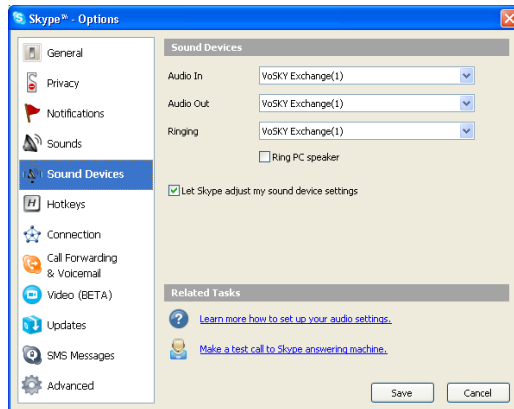 Skype™ - Options
General
Privacy
Notifications
Sounds
Sound Devices
Hotkeys
Connection
Call Forwarding
& Voicemail
Video (BETA)
Updates
SMS Messages
Advanced
Sound Devices
Audio In VoSKY Exchange(1)
Audio Out VoSKY Exchange(1)
Ringing VoSKY Exchange(1)
Ring PC speaker
Let Skype adjust my sound device settings
Related Tasks
Learn more how to set up your audio settings.
Make a test call to Skype answering machine.
Save Cancel